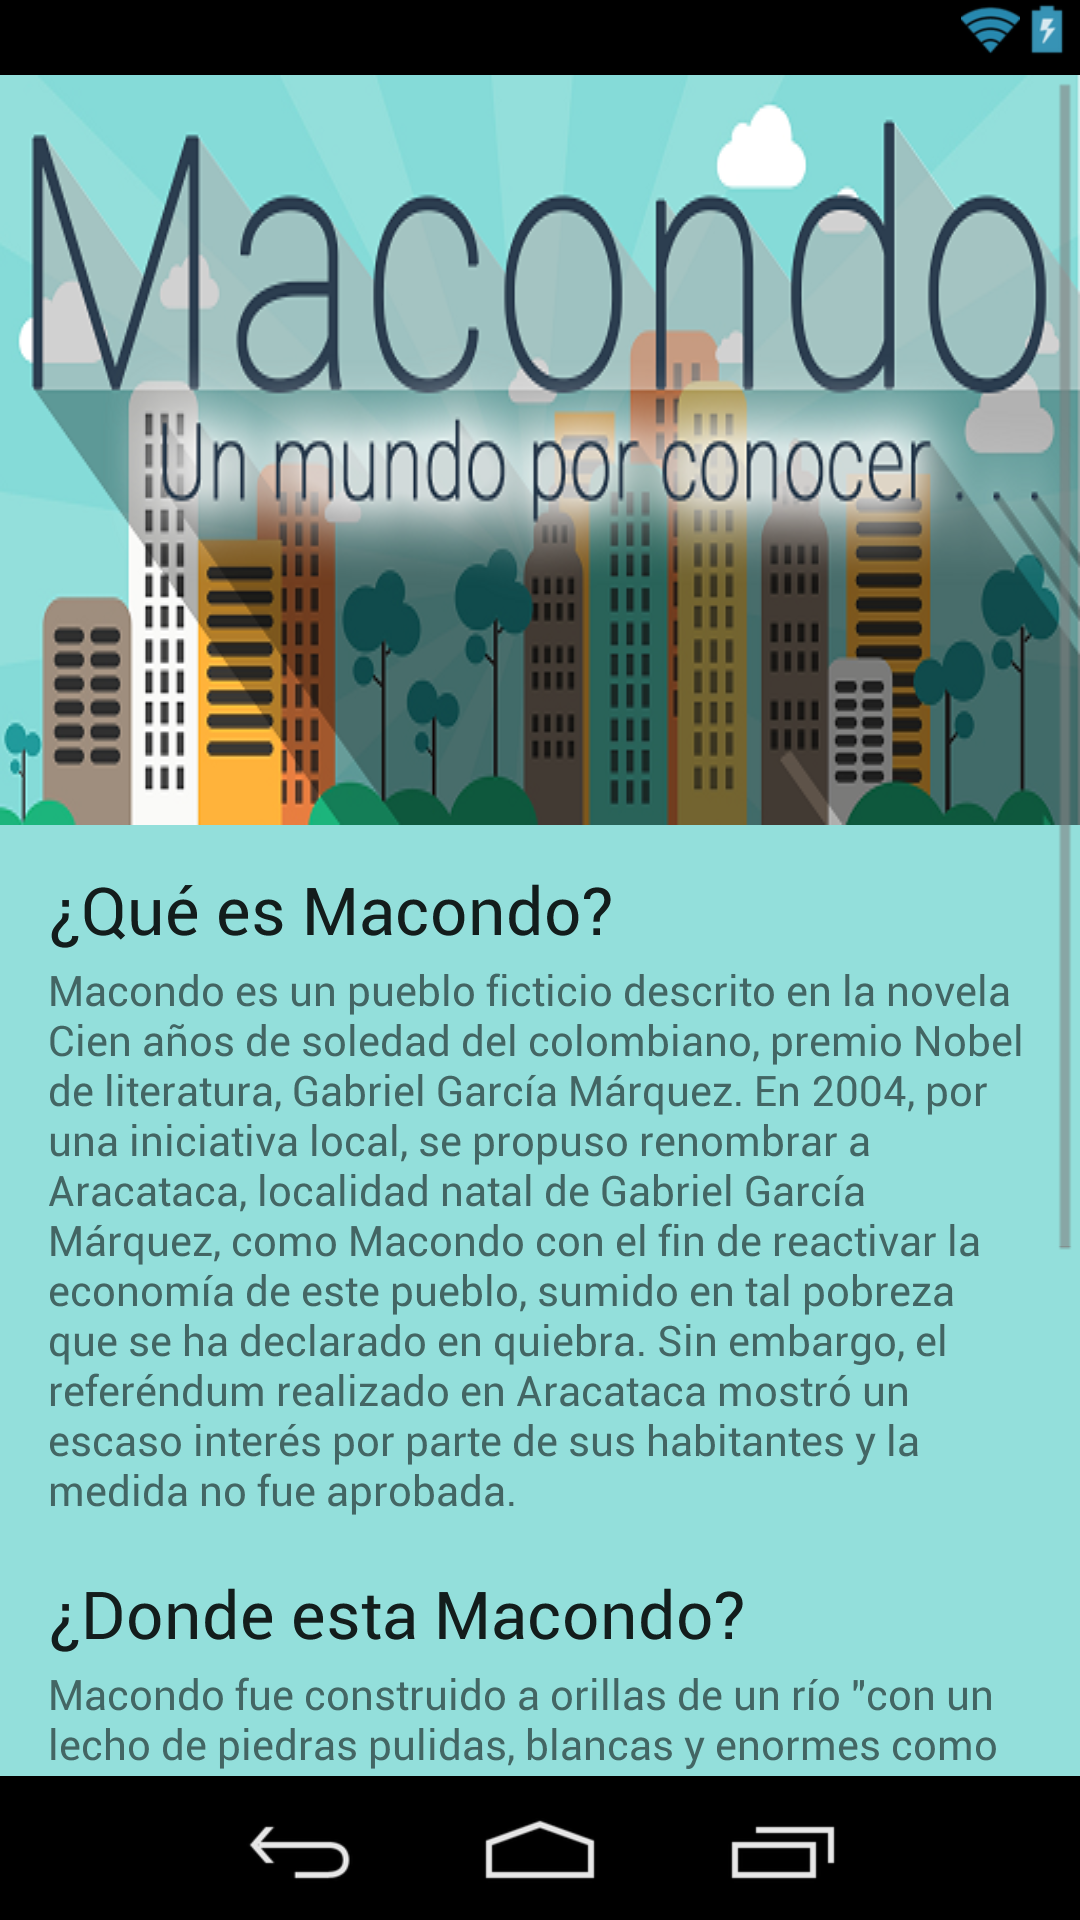 Macondo
Un mundo por conocer . . .
¿Qué es Macondo?
Macondo es un pueblo ficticio descrito en la novela
Cien años de soledad del colombiano, premio Nobel
de literatura, Gabriel García Márquez. En 2004, por
una iniciativa local, se propuso renombrar a
Aracataca, localidad natal de Gabriel García
Márquez, como Macondo con el fin de reactivar la
economía de este pueblo, sumido en tal pobreza
que se ha declarado en quiebra. Sin embargo, el
referéndum realizado en Aracataca mostró un
escaso interés por parte de sus habitantes y la
medida no fue aprobada.
¿Donde esta Macondo?
Macondo fue construido a orillas de un río "con un
lecho de piedras pulidas, blancas y enormes como